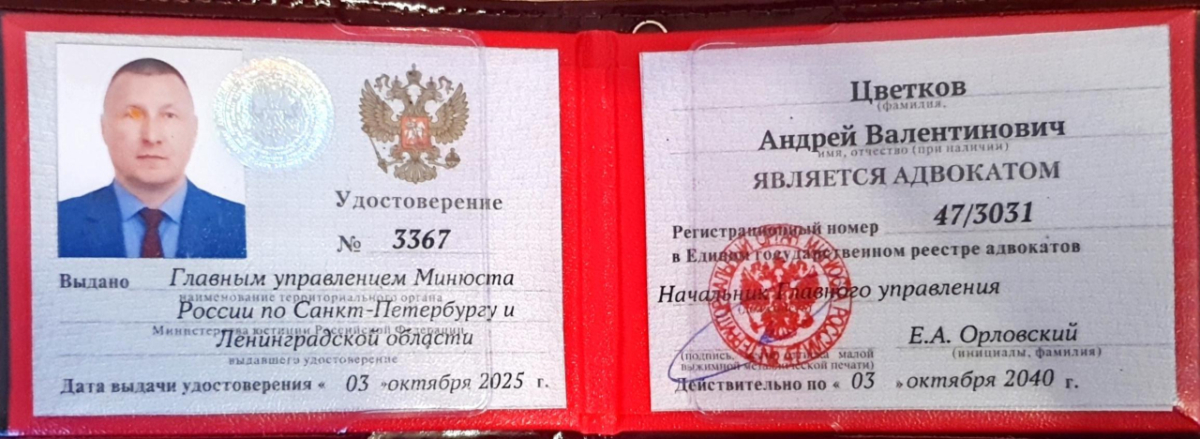 Удостоверение
№ 3367
Выдано Главным управлением Минюста
наименование территориального органа
России по Санкт-Петербургу и
Министерства юстиции Российской Федерации,
Ленинградской области
выдавшего удостоверение
Дата выдачи удостоверения « 03 »октября 2025 г.
Цветков
(фамилия,
Андрей Валентинович
имя, отчество (при наличии)
ЯВЛЯЕТСЯ АДВОКАТОМ
Регистрационный номер 47/3031
в Едином государственном реестре адвокатов
Начальник Главного управления
Е.А. Орловский
(подпись, малой (инициалы, фамилия)
выжимной металлической печати)
Действительно по « 03 »октября 2040 г.